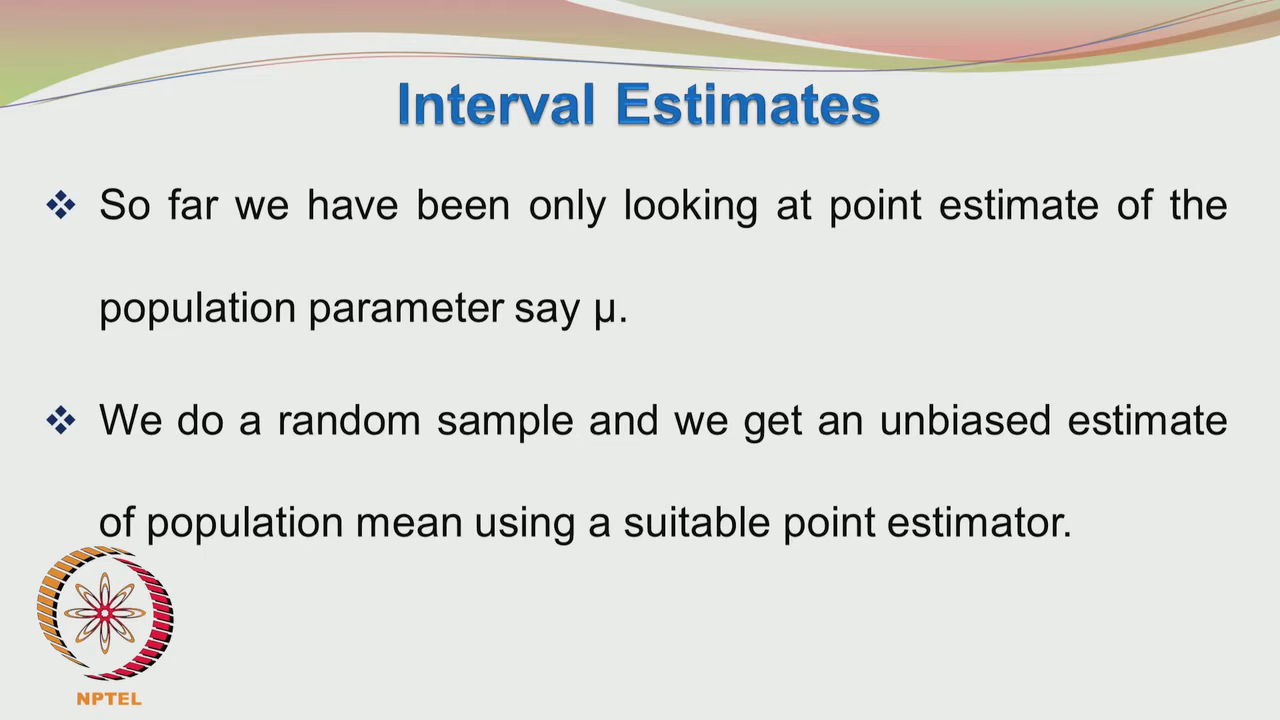 Interval Estimates
❖ So far we have been only looking at point estimate of the
population parameter say µ.
❖ We do a random sample and we get an unbiased estimate
of population mean using a suitable point estimator.
NPTEL